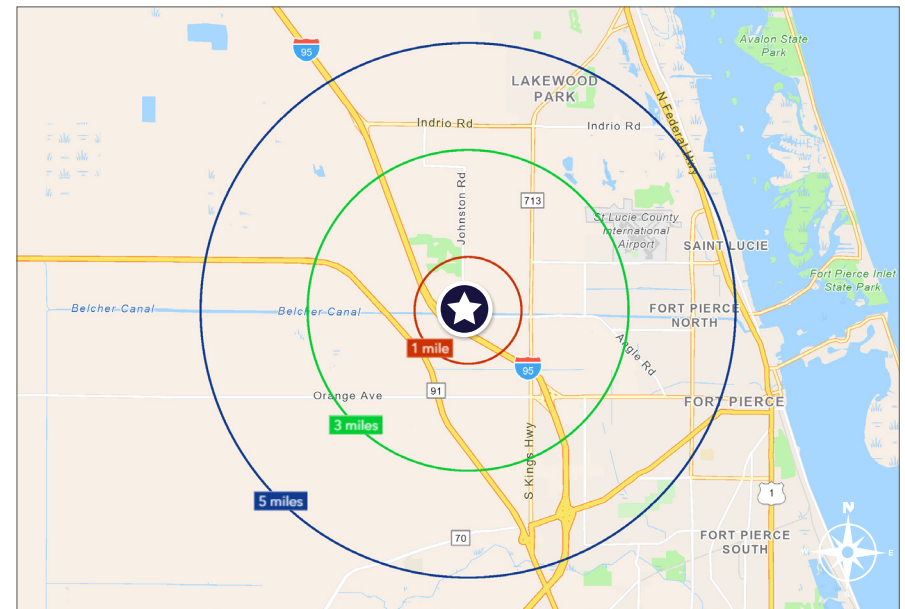 Avalon State
Park
95
LAKEWOOD
PARK
N Federal Hwy
Indrio Rd
Indrio Rd
Johnston Rd
713
St Lucie County
International
Airport
SAINT LUCIE
Fort Pierce Inlet
State Park
Belcher Canal
Belcher Canal
FORT PIERCE
NORTH
1 mile
Angle Rd
95
91
Orange Ave
FORT PIERCE
3 miles
S Kings Hwy
5 miles
1
N
70
FORT PIERCE
SOUTH
W
E